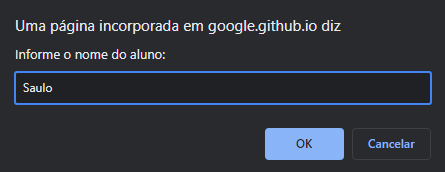 Uma página incorporada em google.github.io diz
Informe o nome do aluno:
Saulo
OK Cancelar